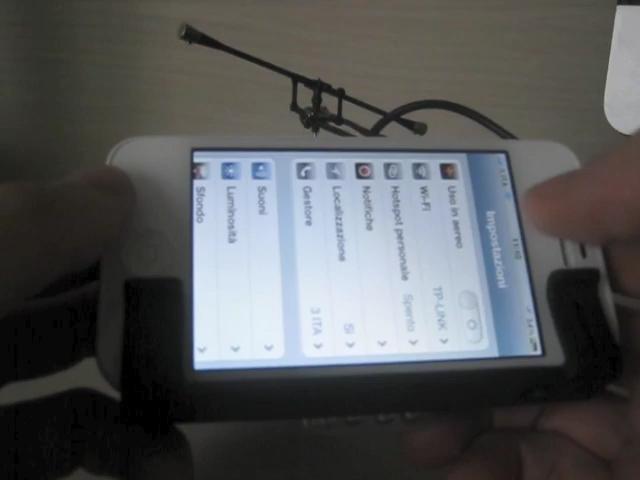 Impostazioni
Uso in aereo
Wi-Fi TP-LINK
Hotspot personale Spento
Notifiche
Localizzazione Sì
Gestore 3 ITA
Suoni
Luminosità
Sfondo